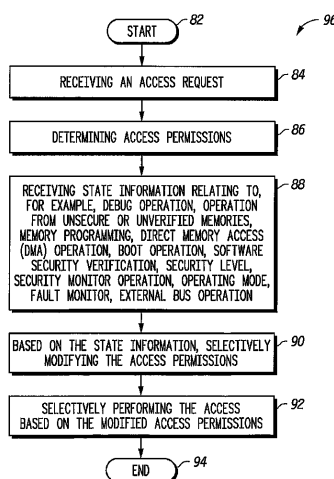 START
82
96
RECEIVING AN ACCESS REQUEST
84
DETERMINING ACCESS PERMISSIONS
86
RECEIVING STATE INFORMATION RELATING TO,
FOR EXAMPLE, DEBUG OPERATION, OPERATION
FROM UNSECURE OR UNVERIFIED MEMORIES,
MEMORY PROGRAMMING, DIRECT MEMORY ACCESS
(DMA) OPERATION, BOOT OPERATION, SOFTWARE
SECURITY VERIFICATION, SECURITY LEVEL,
SECURITY MONITOR OPERATION, OPERATING MODE,
FAULT MONITOR, EXTERNAL BUS OPERATION
88
BASED ON THE STATE INFORMATION, SELECTIVELY
MODIFYING THE ACCESS PERMISSIONS
90
SELECTIVELY PERFORMING THE ACCESS
BASED ON THE MODIFIED ACCESS PERMISSIONS
92
END
94